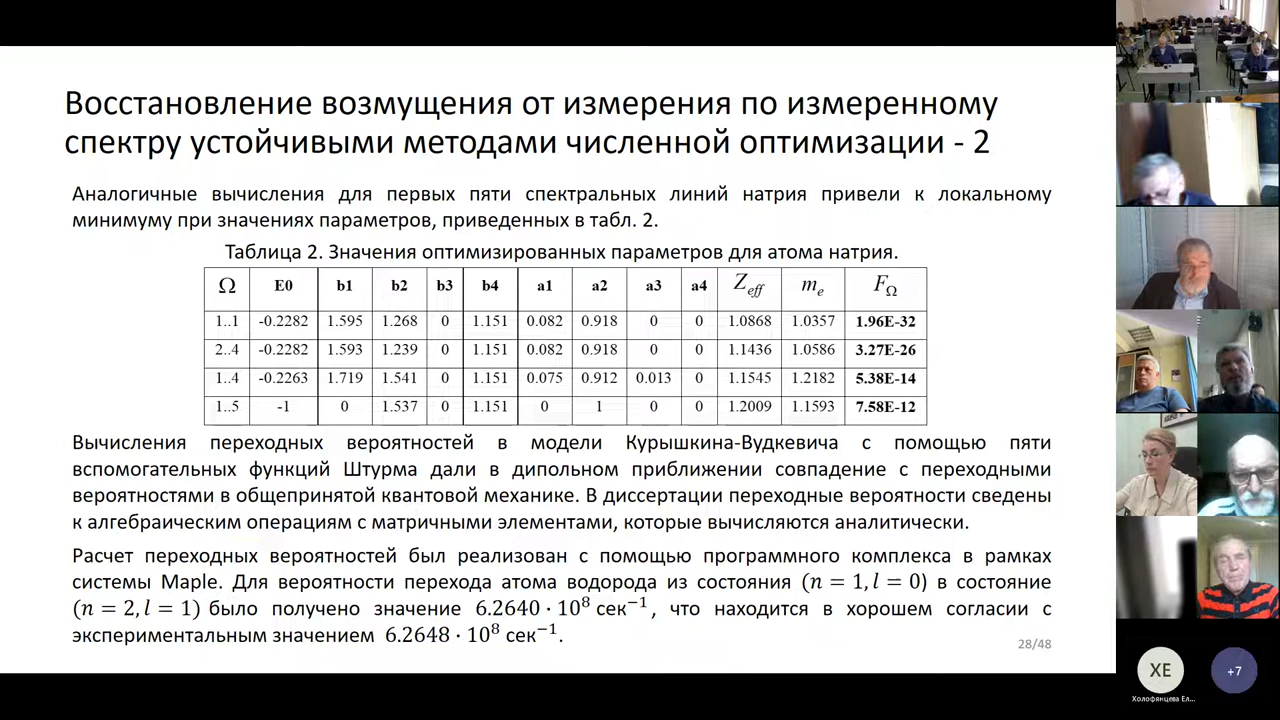 Восстановление возмущения от измерения по измеренному
спектру устойчивыми методами численной оптимизации - 2
Аналогичные вычисления для первых пяти спектральных линий натрия привели к локальному
минимуму при значениях параметров, приведенных в табл. 2.
Таблица 2. Значения оптимизированных параметров для атома натрия.
Ω E0 b1 b2 b3 b4 a1 a2 a3 a4 Z_eff m_e F_Ω
1..1 -0.2282 1.595 1.268 0 1.151 0.082 0.918 0 0 1.0868 1.0357 1.96E-32
2..4 -0.2282 1.593 1.239 0 1.151 0.082 0.918 0 0 1.1436 1.0586 3.27E-26
1..4 -0.2263 1.719 1.541 0 1.151 0.075 0.912 0.013 0 1.1545 1.2182 5.38E-14
1..5 -1 0 1.537 0 1.151 0 1 0 0 1.2009 1.1593 7.58E-12
Вычисления переходных вероятностей в модели Курышкина-Вудкевича с помощью пяти
вспомогательных функций Штурма дали в дипольном приближении совпадение с переходными
вероятностями в общепринятой квантовой механике. В диссертации переходные вероятности сведены
к алгебраическим операциям с матричными элементами, которые вычисляются аналитически.
Расчет переходных вероятностей был реализован с помощью программного комплекса в рамках
системы Maple. Для вероятности перехода атома водорода из состояния (n = 1, l = 0) в состояние
(n = 2, l = 1) было получено значение 6.2640 · 10⁸ сек⁻¹, что находится в хорошем согласии с
экспериментальным значением 6.2648 · 10⁸ сек⁻¹.
28/48
ХЕ
+7
Холофянцева Ел...